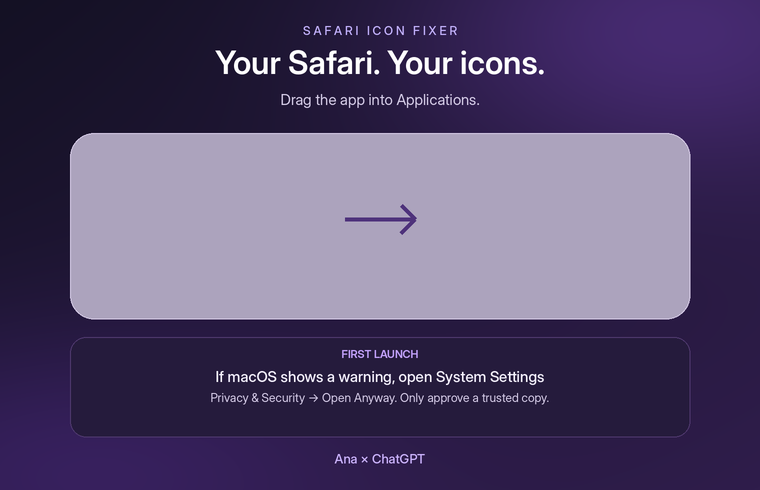 SAFARI ICON FIXER
Your Safari. Your icons.
Drag the app into Applications.
FIRST LAUNCH
If macOS shows a warning, open System Settings
Privacy & Security → Open Anyway. Only approve a trusted copy.
Ana × ChatGPT